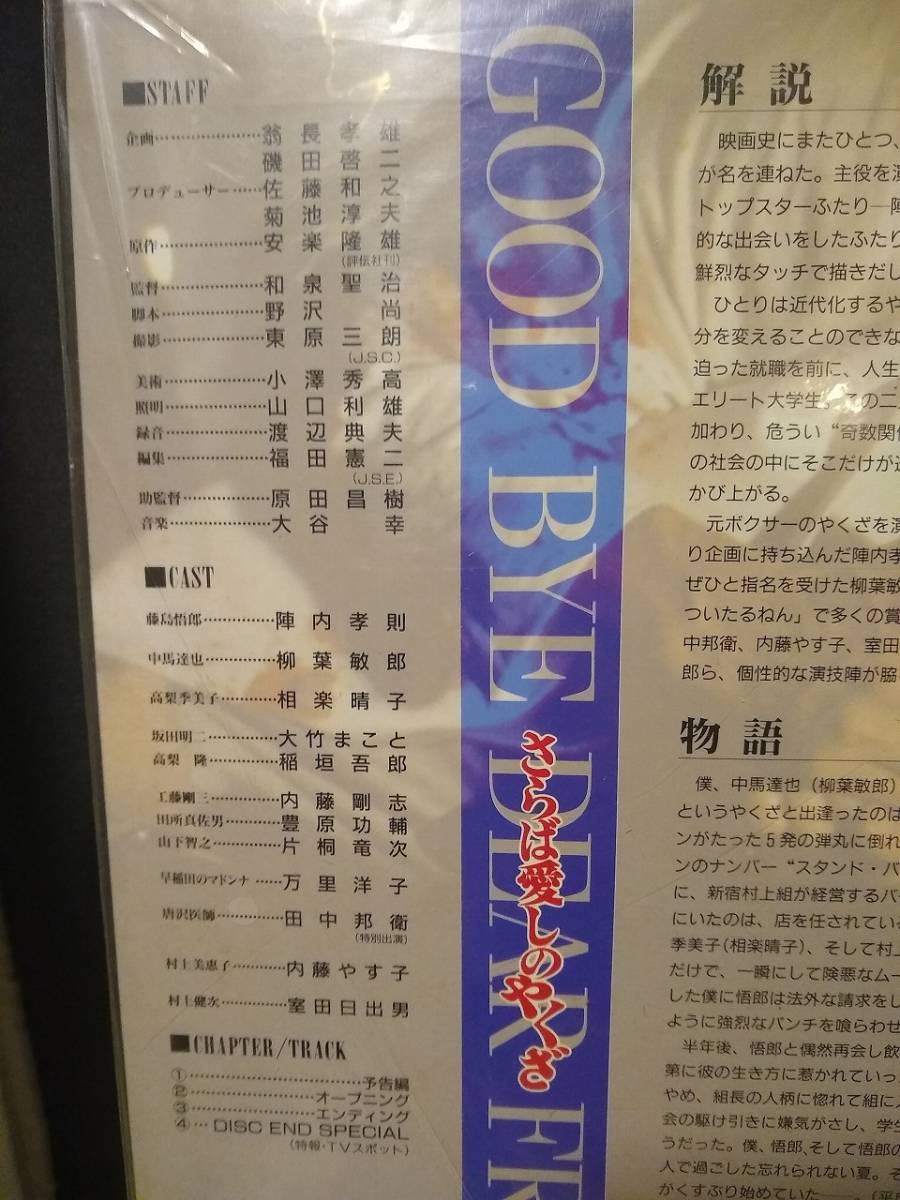 ■STAFF
企画……………翁長孝雄
磯田啓二
プロデューサー……佐藤和之
菊池淳夫
原作……………安楽隆雄
(評伝社刊)
監督……………和泉聖治
脚本……………野沢 尚
撮影……………東原三朗
(J.S.C.)
美術……………小澤秀高
照明……………山口利雄
録音……………渡辺典夫
編集……………福田憲二
(J.S.E.)
助監督…………原田昌樹
音楽……………大谷 幸
■CAST
藤島悟郎…………陣内孝則
中馬達也…………柳葉敏郎
高梨季美子………相楽晴子
坂田明二…………大竹まこと
高梨 隆…………稲垣吾郎
工藤剛三…………内藤剛志
田所真佐男………豊原功輔
山下智之…………片桐竜次
早稲田のマドンナ……万里洋子
唐沢医師…………田中邦衛
(特別出演)
村上美恵子………内藤やす子
村上健次…………室田日出男
■CHAPTER/TRACK
①……………予告編
②……………オープニング
③……………エンディング
④…DISC END SPECIAL
(特報・TVスポット)
GOOD BYE DEAR FR
さらば愛しのやくざ
解説
映画史にまたひとつ、
が名を連ねた。主役を演
トップスターふたり―陣
的な出会いをしたふたり
鮮烈なタッチで描きだし
ひとりは近代化するや
分を変えることのできな
迫った就職を前に、人生
エリート大学生。この二人
加わり、危うい“奇数関係
の社会の中にそこだけが
かび上がる。
元ボクサーのやくざを演
り企画に持ち込んだ陣内孝
ぜひと指名を受けた柳葉敏
ついたるねん」で多くの賞
中邦衛、内藤やす子、室田
郎ら、個性的な演技陣が脇
物語
僕、中馬達也（柳葉敏郎）
というやくざと出逢ったのは
ンがたった5発の弾丸に倒れ
ンのナンバー“スタンド・バ
に、新宿村上組が経営するバー
にいたのは、店を任されている
季美子(相楽晴子)、そして村上
だけで、一瞬にして険悪なムー
した僕に悟郎は法外な請求をし
ように強烈なパンチを喰らわせ
半年後、悟郎と偶然再会し飲
第に彼の生き方に惹かれていっ
やめ、組長の人柄に惚れて組に
会の駆け引きに嫌気がさし、学生
うだった。僕、悟郎、そして悟郎の
人で過ごした忘れられない夏。そ
がくすぶり始めていた